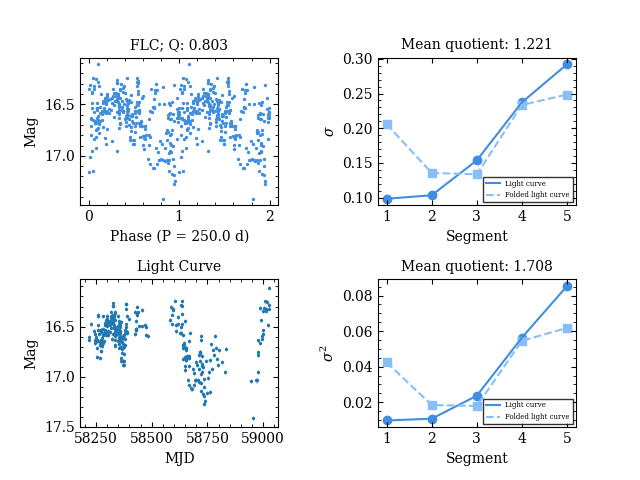 FLC; Q: 0.803
Mag
16.5
17.0
0
1
2
Phase (P = 250.0 d)
Mean quotient: 1.221
σ
0.30
0.25
0.20
0.15
0.10
Light curve
Folded light curve
1 2 3 4 5
Segment
Light Curve
Mag
16.5
17.0
17.5
58250 58500 58750 59000
MJD
Mean quotient: 1.708
σ²
0.08
0.06
0.04
0.02
Light curve
Folded light curve
1 2 3 4 5
Segment